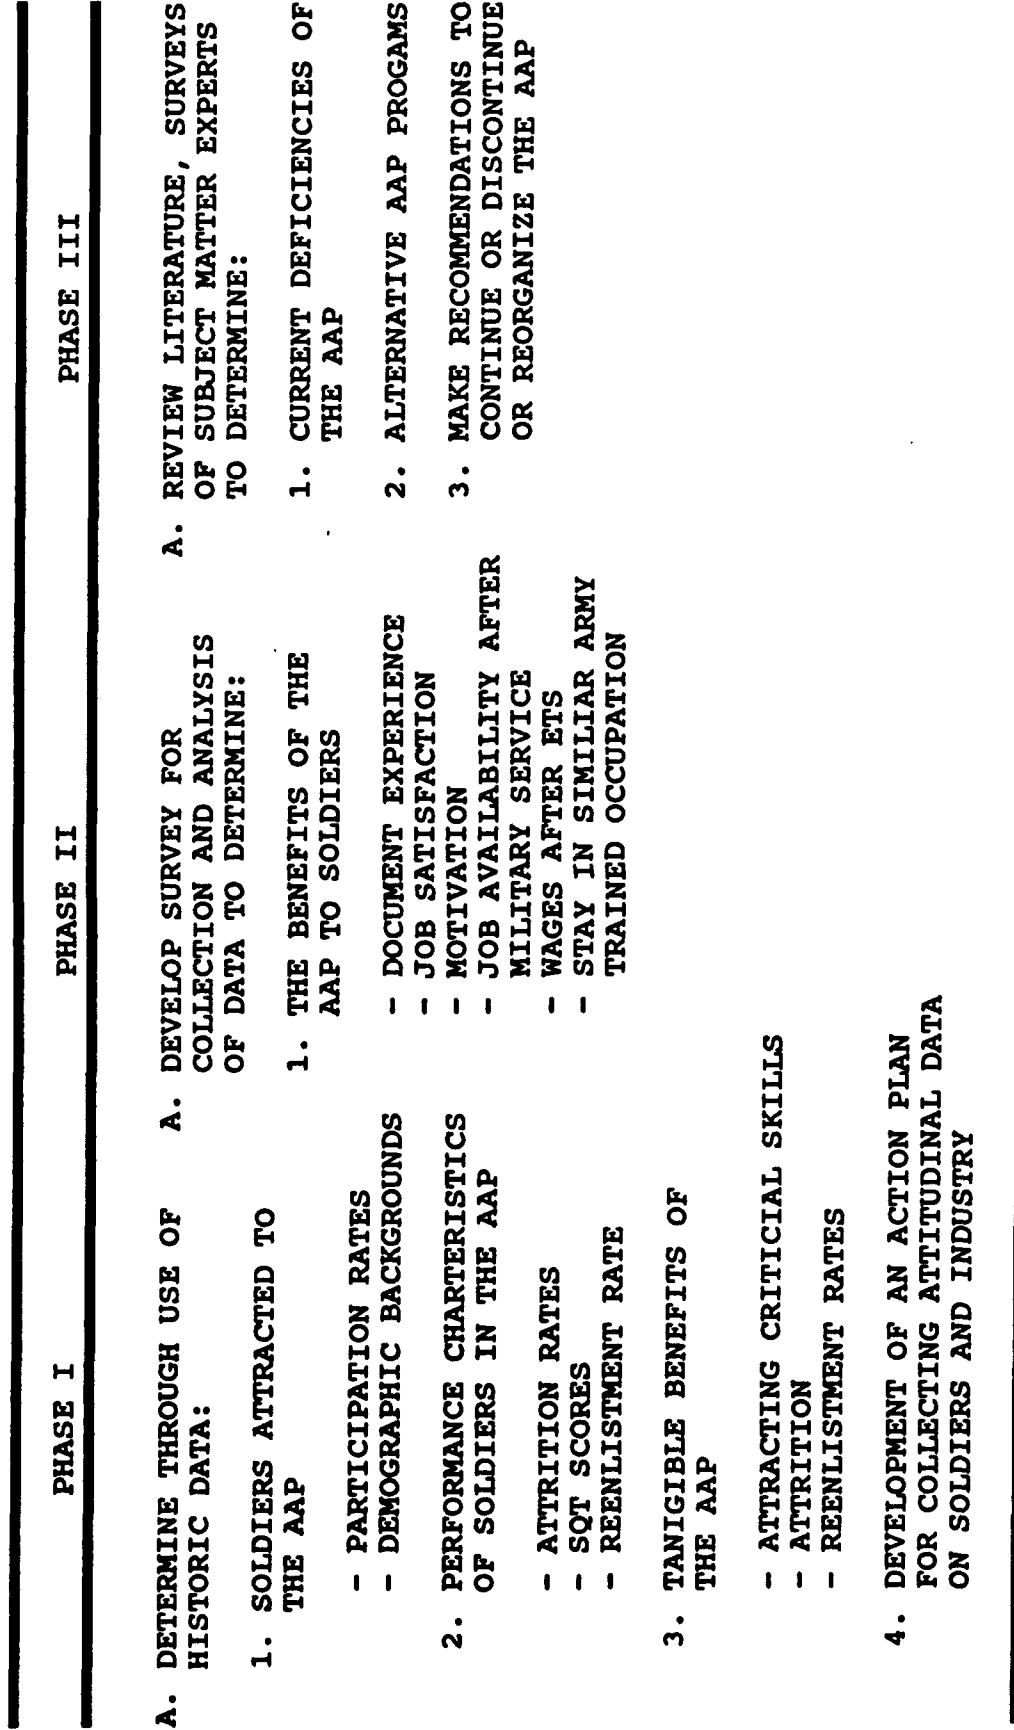 PHASE I
PHASE II
PHASE III
A. DETERMINE THROUGH USE OF
HISTORIC DATA:
1. SOLDIERS ATTRACTED TO
THE AAP
- PARTICIPATION RATES
- DEMOGRAPHIC BACKGROUNDS
2. PERFORMANCE CHARTERISTICS
OF SOLDIERS IN THE AAP
- ATTRITION RATES
- SQT SCORES
- REENLISTMENT RATE
3. TANIGIBLE BENEFITS OF
THE AAP
- ATTRACTING CRITICIAL SKILLS
- ATTRITION
- REENLISTMENT RATES
4. DEVELOPMENT OF AN ACTION PLAN
FOR COLLECTING ATTITUDINAL DATA
ON SOLDIERS AND INDUSTRY
A. DEVELOP SURVEY FOR
COLLECTION AND ANALYSIS
OF DATA TO DETERMINE:
1. THE BENEFITS OF THE
AAP TO SOLDIERS
- DOCUMENT EXPERIENCE
- JOB SATISFACTION
- MOTIVATION
- JOB AVAILABILITY AFTER
MILITARY SERVICE
- WAGES AFTER ETS
- STAY IN SIMILIAR ARMY
TRAINED OCCUPATION
A. REVIEW LITERATURE, SURVEYS
OF SUBJECT MATTER EXPERTS
TO DETERMINE:
1. CURRENT DEFICIENCIES OF
THE AAP
2. ALTERNATIVE AAP PROGAMS
3. MAKE RECOMMENDATIONS TO
CONTINUE OR DISCONTINUE
OR REORGANIZE THE AAP